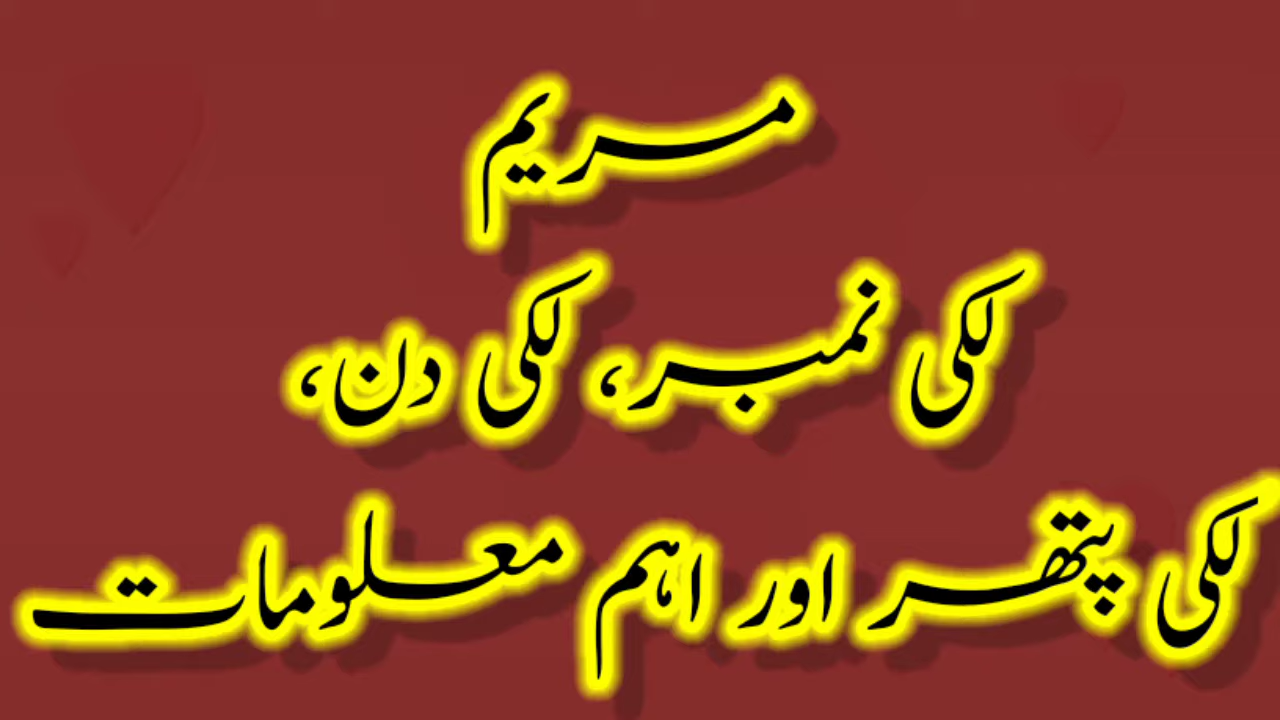 مریم
لکی نمبر، لکی دن،
لکی پتھر اور اہم معلومات